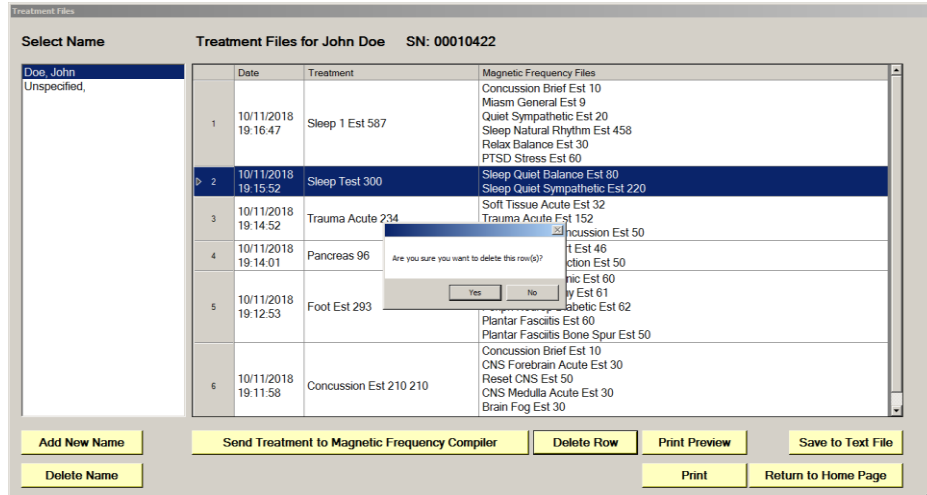 Treatment Files
Select Name
Treatment Files for John Doe SN: 00010422
Doe, John
Unspecified,
Date Treatment Magnetic Frequency Files
1
10/11/2018
19:16:47
Sleep 1 Est 587
Concussion Brief Est 10
Miasm General Est 9
Quiet Sympathetic Est 20
Sleep Natural Rhythm Est 458
Relax Balance Est 30
PTSD Stress Est 60
2
10/11/2018
19:15:52
Sleep Test 300
Sleep Quiet Balance Est 80
Sleep Quiet Sympathetic Est 220
3
10/11/2018
19:14:52
Trauma Acute 234
Soft Tissue Acute Est 32
Trauma Acute Est 152
ncussion Est 50
4
10/11/2018
19:14:01
Pancreas 96
Est 46
ction Est 50
5
10/11/2018
19:12:53
Foot Est 293
nic Est 60
Est 61
abetic Est 62
Plantar Fasciitis Est 60
Plantar Fasciitis Bone Spur Est 50
6
10/11/2018
19:11:58
Concussion Est 210 210
Concussion Brief Est 10
CNS Forebrain Acute Est 30
Reset CNS Est 50
CNS Medulla Acute Est 30
Brain Fog Est 30
Are you sure you want to delete this row(s)?
Yes No
Add New Name
Send Treatment to Magnetic Frequency Compiler
Delete Row
Print Preview
Save to Text File
Delete Name
Print
Return to Home Page